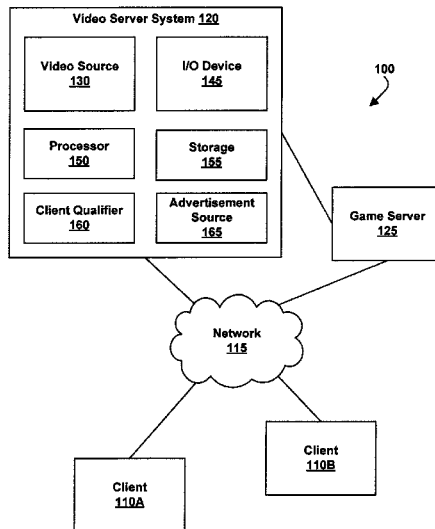 Video Server System 120
Video Source
130
I/O Device
145
100
Processor
150
Storage
155
Client Qualifier
160
Advertisement
Source
165
Game Server
125
Network
115
Client
110A
Client
110B